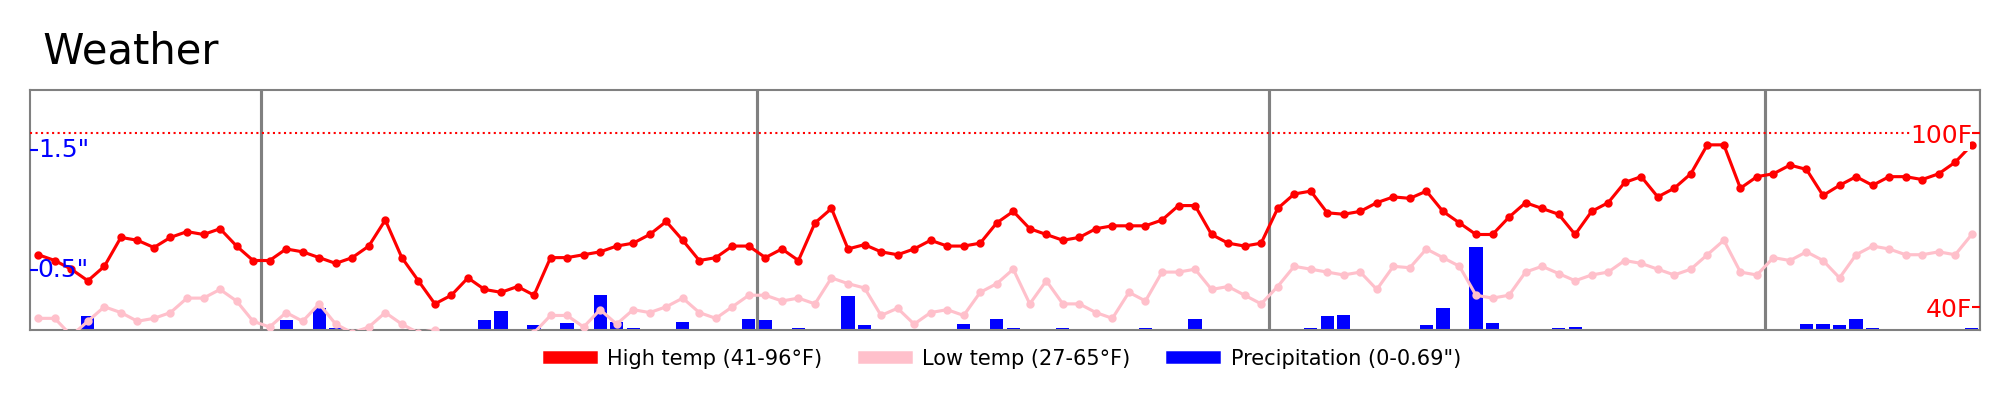 Weather
1.5"
100F
0.5"
40F
High temp (41-96°F)
Low temp (27-65°F)
Precipitation (0-0.69")